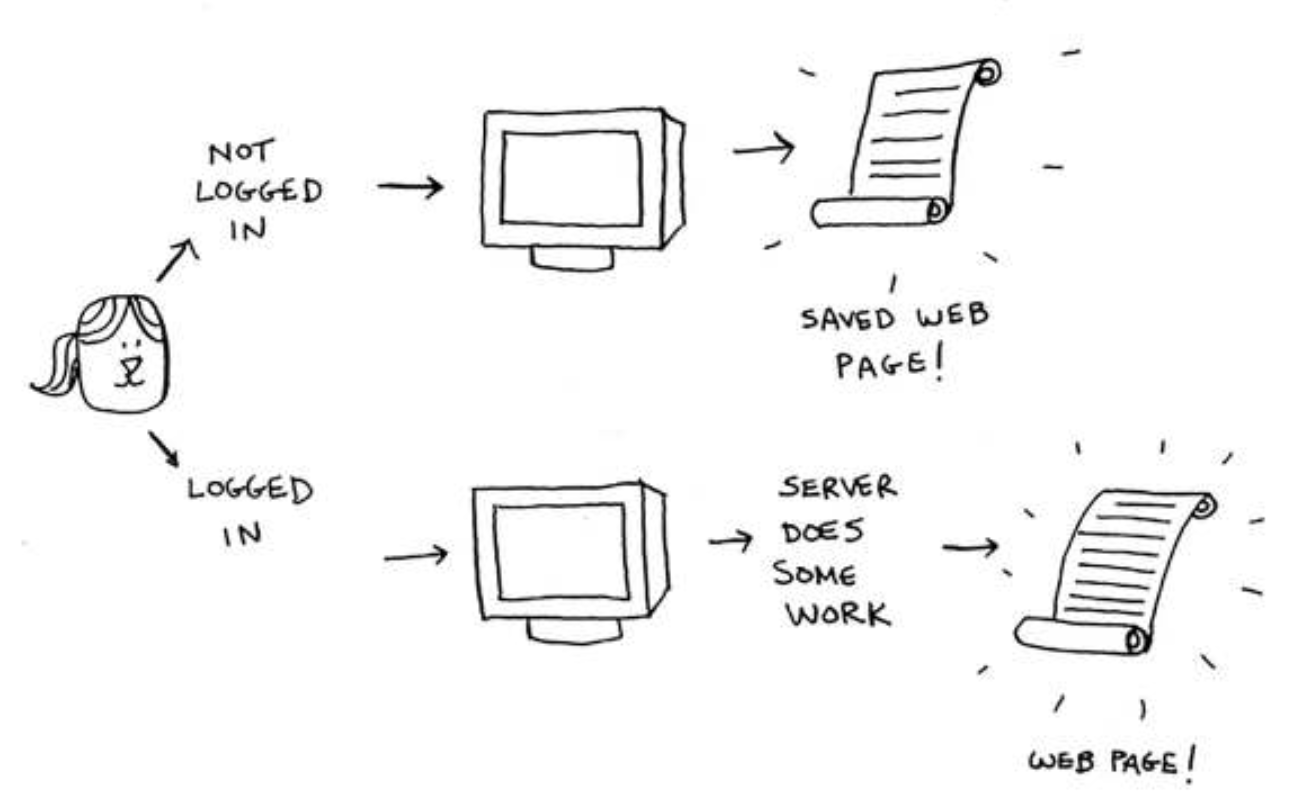 NOT
LOGGED
IN
SAVED WEB
PAGE!
LOGGED
IN
SERVER
DOES
SOME
WORK
WEB PAGE!